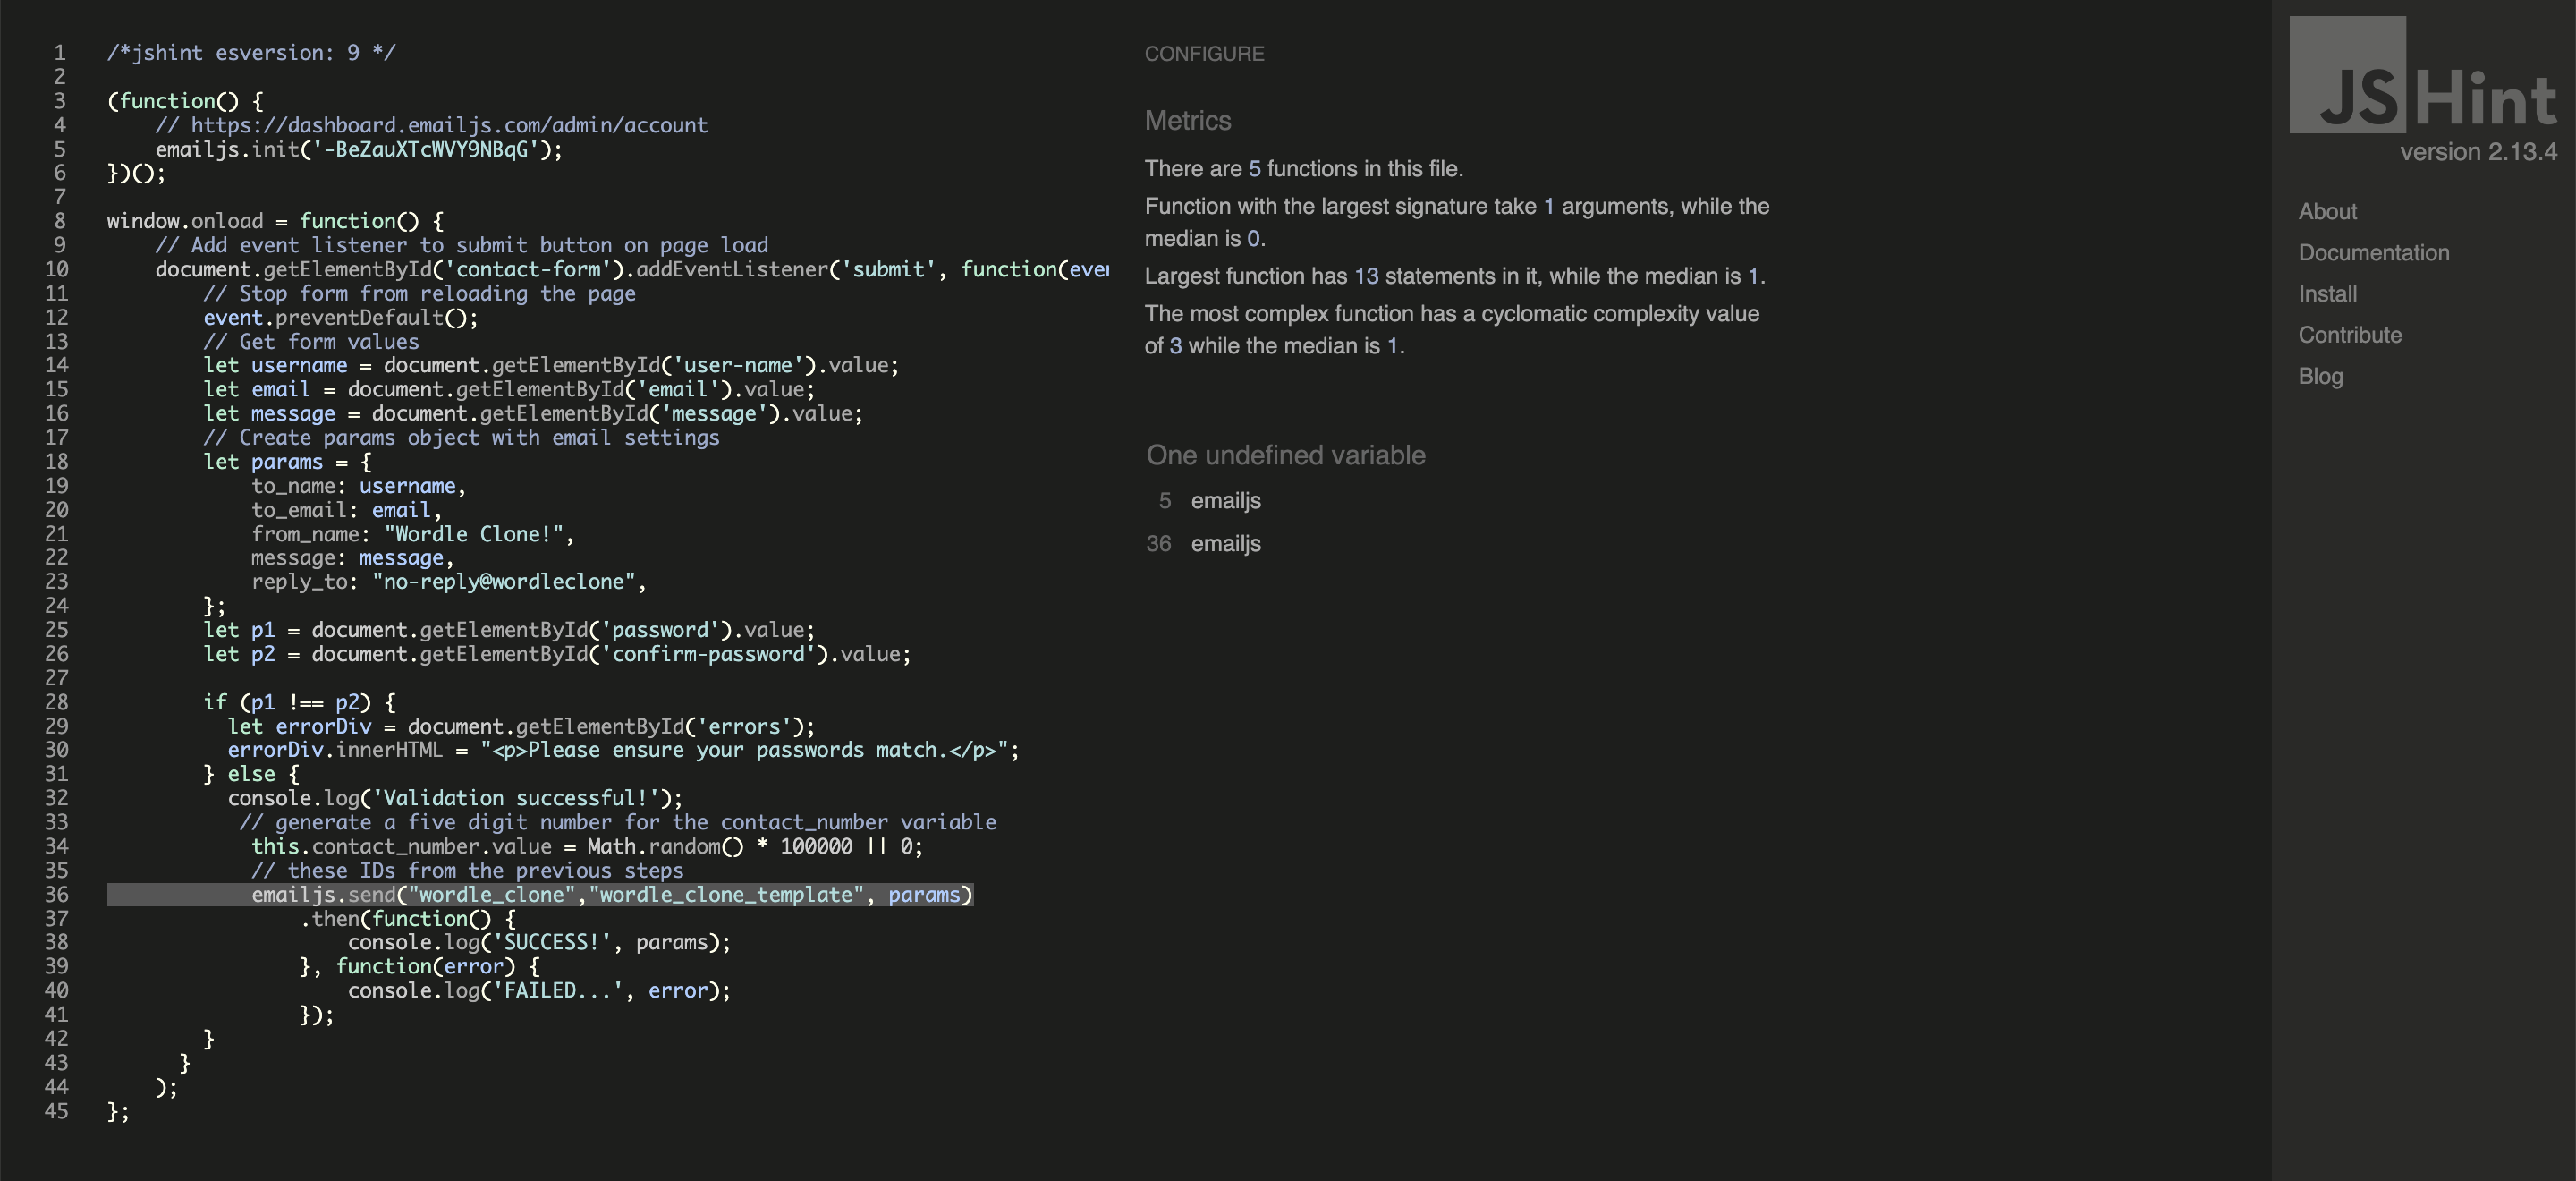 1 /*jshint esversion: 9 */
2
3 (function() {
4     // https://dashboard.emailjs.com/admin/account
5     emailjs.init('-BeZauXTcWVY9NBqG');
6 })();
7
8 window.onload = function() {
9     // Add event listener to submit button on page load
10     document.getElementById('contact-form').addEventListener('submit', function(ever
11         // Stop form from reloading the page
12         event.preventDefault();
13         // Get form values
14         let username = document.getElementById('user-name').value;
15         let email = document.getElementById('email').value;
16         let message = document.getElementById('message').value;
17         // Create params object with email settings
18         let params = {
19             to_name: username,
20             to_email: email,
21             from_name: "Wordle Clone!",
22             message: message,
23             reply_to: "no-reply@wordleclone",
24         };
25         let p1 = document.getElementById('password').value;
26         let p2 = document.getElementById('confirm-password').value;
27
28         if (p1 !== p2) {
29           let errorDiv = document.getElementById('errors');
30           errorDiv.innerHTML = "<p>Please ensure your passwords match.</p>";
31         } else {
32           console.log('Validation successful!');
33            // generate a five digit number for the contact_number variable
34             this.contact_number.value = Math.random() * 100000 || 0;
35             // these IDs from the previous steps
36             emailjs.send("wordle_clone","wordle_clone_template", params)
37                 .then(function() {
38                     console.log('SUCCESS!', params);
39                 }, function(error) {
40                     console.log('FAILED...', error);
41                 });
42         }
43       }
44     );
45 };
CONFIGURE
Metrics
There are 5 functions in this file.
Function with the largest signature take 1 arguments, while the
median is 0.
Largest function has 13 statements in it, while the median is 1.
The most complex function has a cyclomatic complexity value
of 3 while the median is 1.
One undefined variable
5 emailjs
36 emailjs
JSHint
version 2.13.4
About
Documentation
Install
Contribute
Blog